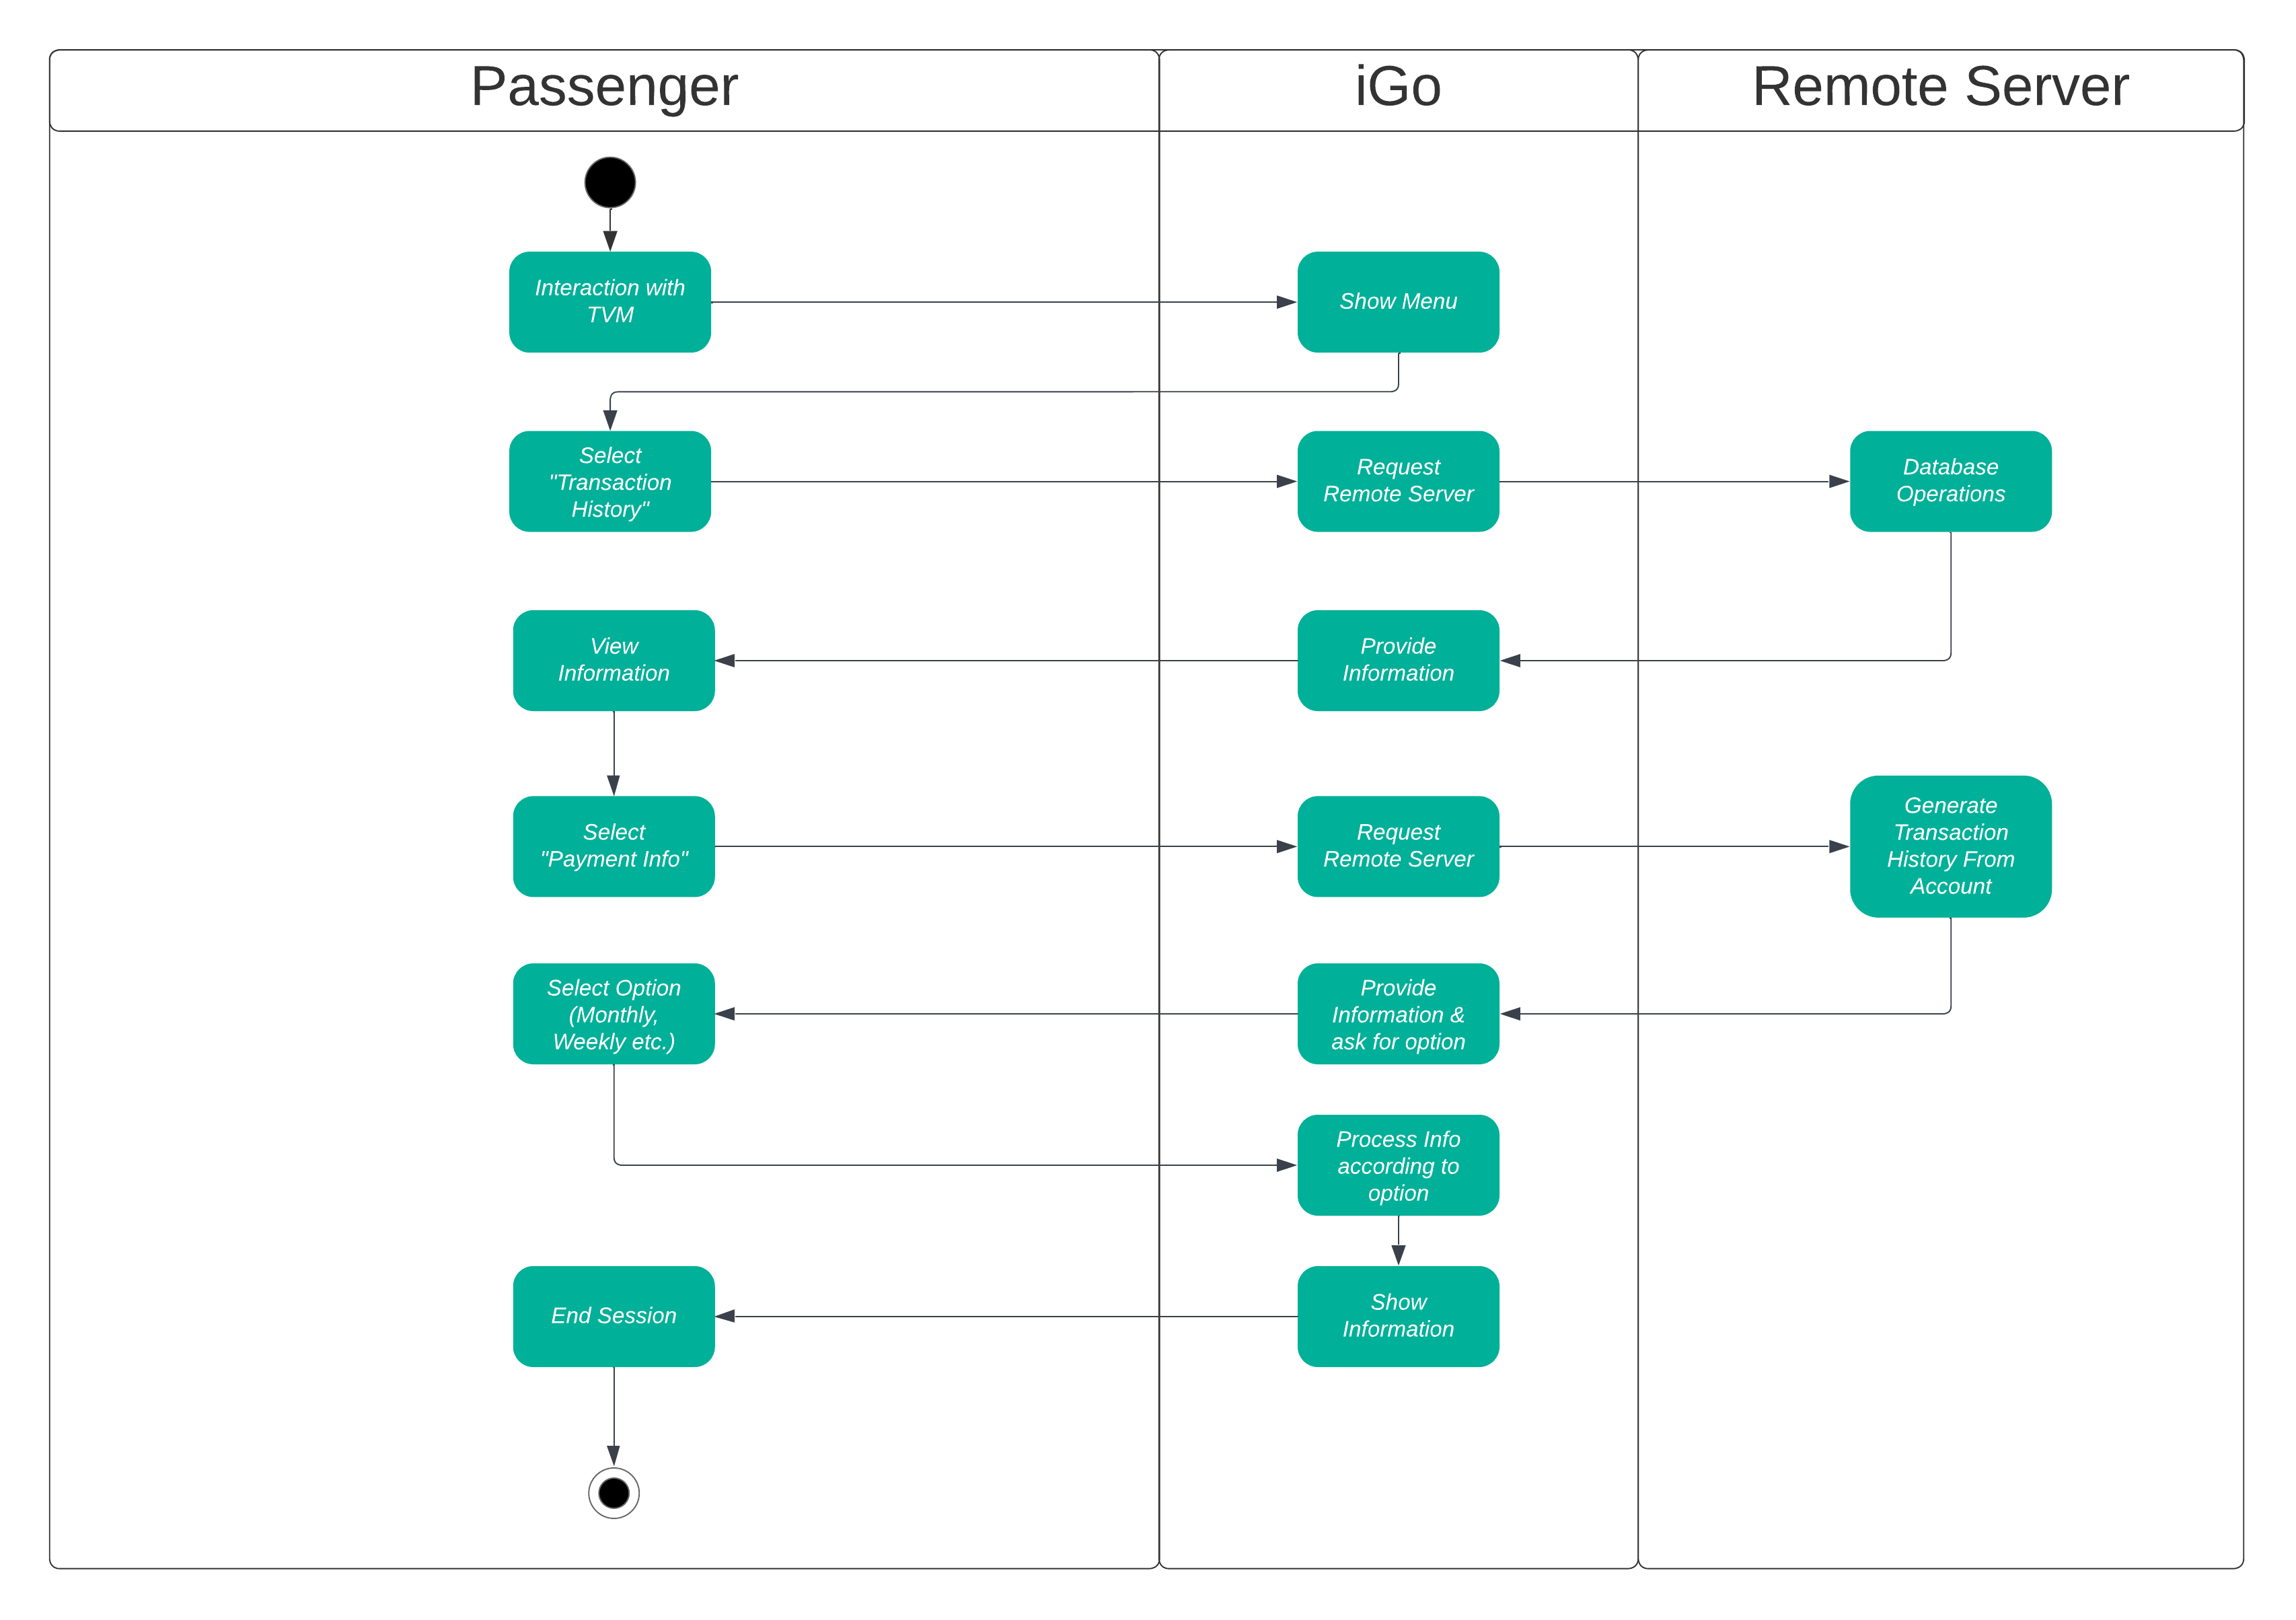 Passenger
iGo
Remote Server
Interaction with
TVM
Show Menu
Select
"Transaction
History"
Request
Remote Server
Database
Operations
View
Information
Provide
Information
Select
"Payment Info"
Request
Remote Server
Generate
Transaction
History From
Account
Select Option
(Monthly,
Weekly etc.)
Provide
Information &
ask for option
Process Info
according to
option
End Session
Show
Information